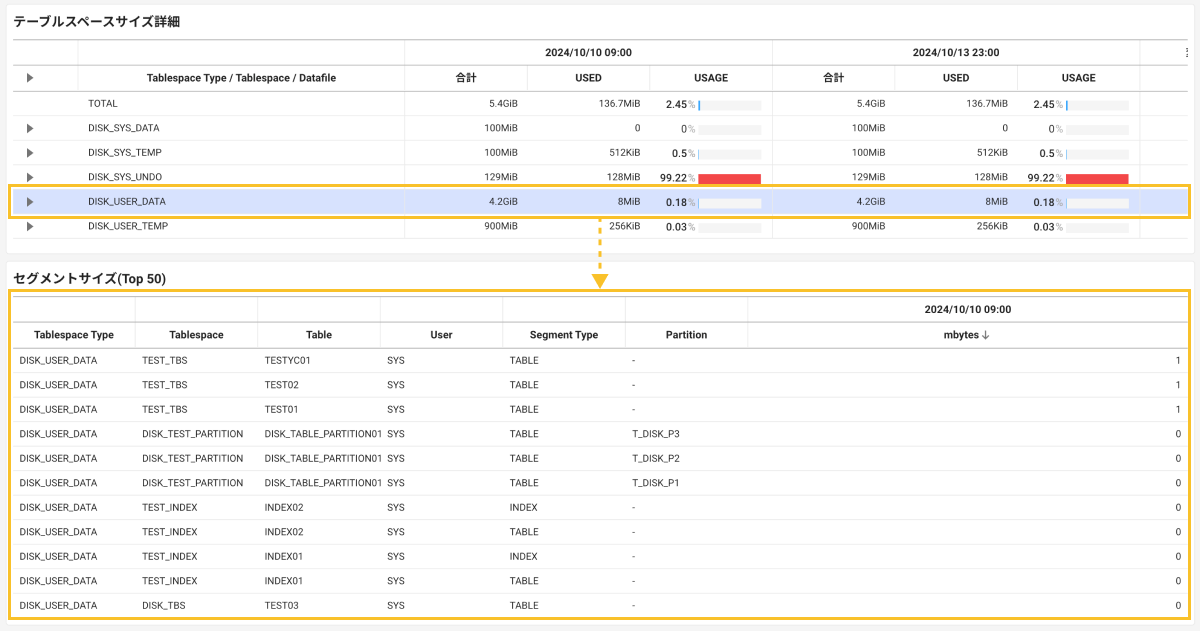 テーブルスペースサイズ詳細
2024/10/10 09:00 2024/10/13 23:00
Tablespace Type / Tablespace / Datafile 合計 USED USAGE 合計 USED USAGE
TOTAL 5.4GiB 136.7MiB 2.45% 5.4GiB 136.7MiB 2.45%
DISK_SYS_DATA 100MiB 0 0% 100MiB 0 0%
DISK_SYS_TEMP 100MiB 512KiB 0.5% 100MiB 512KiB 0.5%
DISK_SYS_UNDO 129MiB 128MiB 99.22% 129MiB 128MiB 99.22%
DISK_USER_DATA 4.2GiB 8MiB 0.18% 4.2GiB 8MiB 0.18%
DISK_USER_TEMP 900MiB 256KiB 0.03% 900MiB 256KiB 0.03%
セグメントサイズ(Top 50)
2024/10/10 09:00
Tablespace Type Tablespace Table User Segment Type Partition mbytes ↓
DISK_USER_DATA TEST_TBS TESTYC01 SYS TABLE - 1
DISK_USER_DATA TEST_TBS TEST02 SYS TABLE - 1
DISK_USER_DATA TEST_TBS TEST01 SYS TABLE - 1
DISK_USER_DATA DISK_TEST_PARTITION DISK_TABLE_PARTITION01 SYS TABLE T_DISK_P3 0
DISK_USER_DATA DISK_TEST_PARTITION DISK_TABLE_PARTITION01 SYS TABLE T_DISK_P2 0
DISK_USER_DATA DISK_TEST_PARTITION DISK_TABLE_PARTITION01 SYS TABLE T_DISK_P1 0
DISK_USER_DATA TEST_INDEX INDEX02 SYS INDEX - 0
DISK_USER_DATA TEST_INDEX INDEX02 SYS TABLE - 0
DISK_USER_DATA TEST_INDEX INDEX01 SYS INDEX - 0
DISK_USER_DATA TEST_INDEX INDEX01 SYS TABLE - 0
DISK_USER_DATA DISK_TBS TEST03 SYS TABLE - 0